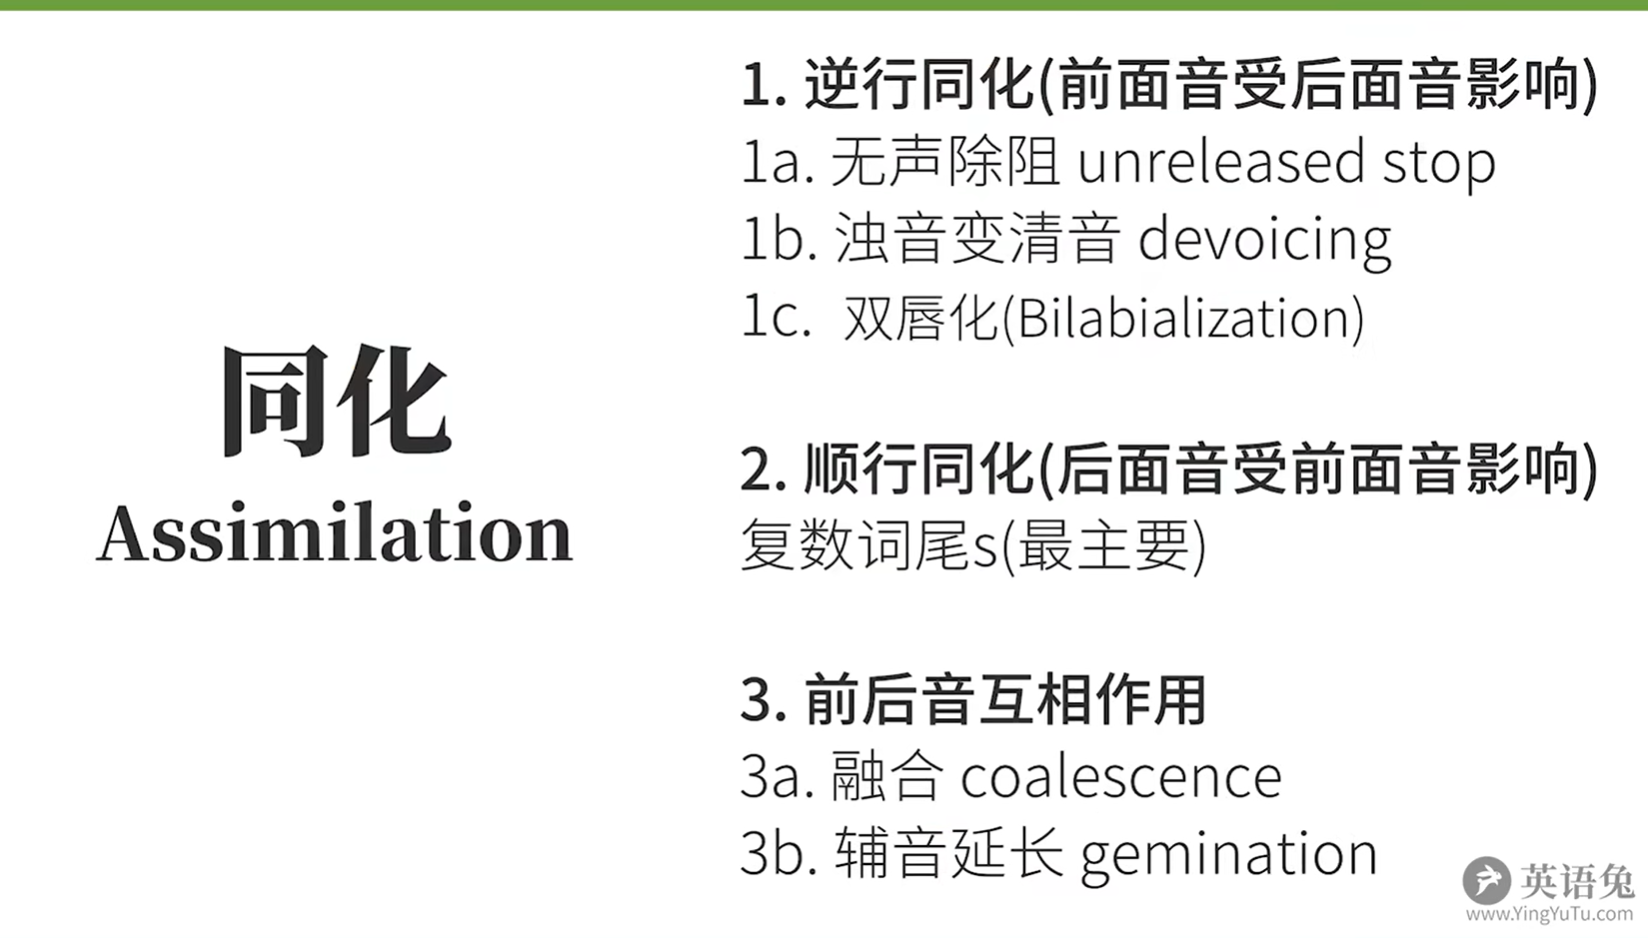 同化
Assimilation
1. 逆行同化(前面音受后面音影响)
1a. 无声除阻 unreleased stop
1b. 浊音变清音 devoicing
1c. 双唇化(Bilabialization)
2. 顺行同化(后面音受前面音影响)
复数词尾s(最主要)
3. 前后音互相作用
3a. 融合 coalescence
3b. 辅音延长 gemination
英语兔
www.YingYuTu.com